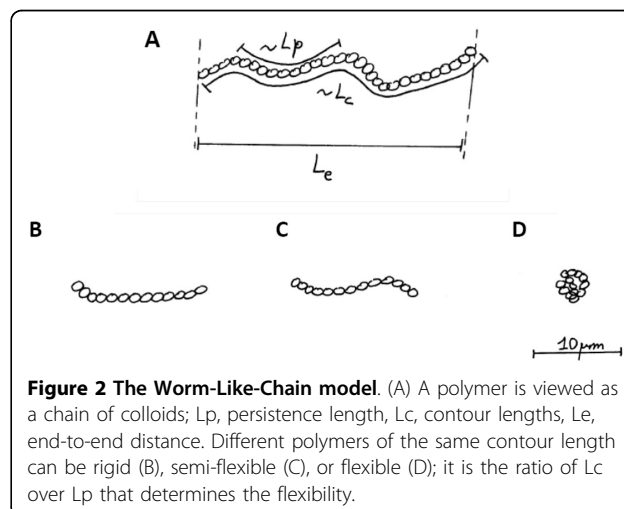 A
~Lp
~Lc
Le
B
C
D
10μm
Figure 2 The Worm-Like-Chain model. (A) A polymer is viewed as
a chain of colloids; Lp, persistence length, Lc, contour lengths, Le,
end-to-end distance. Different polymers of the same contour length
can be rigid (B), semi-flexible (C), or flexible (D); it is the ratio of Lc
over Lp that determines the flexibility.